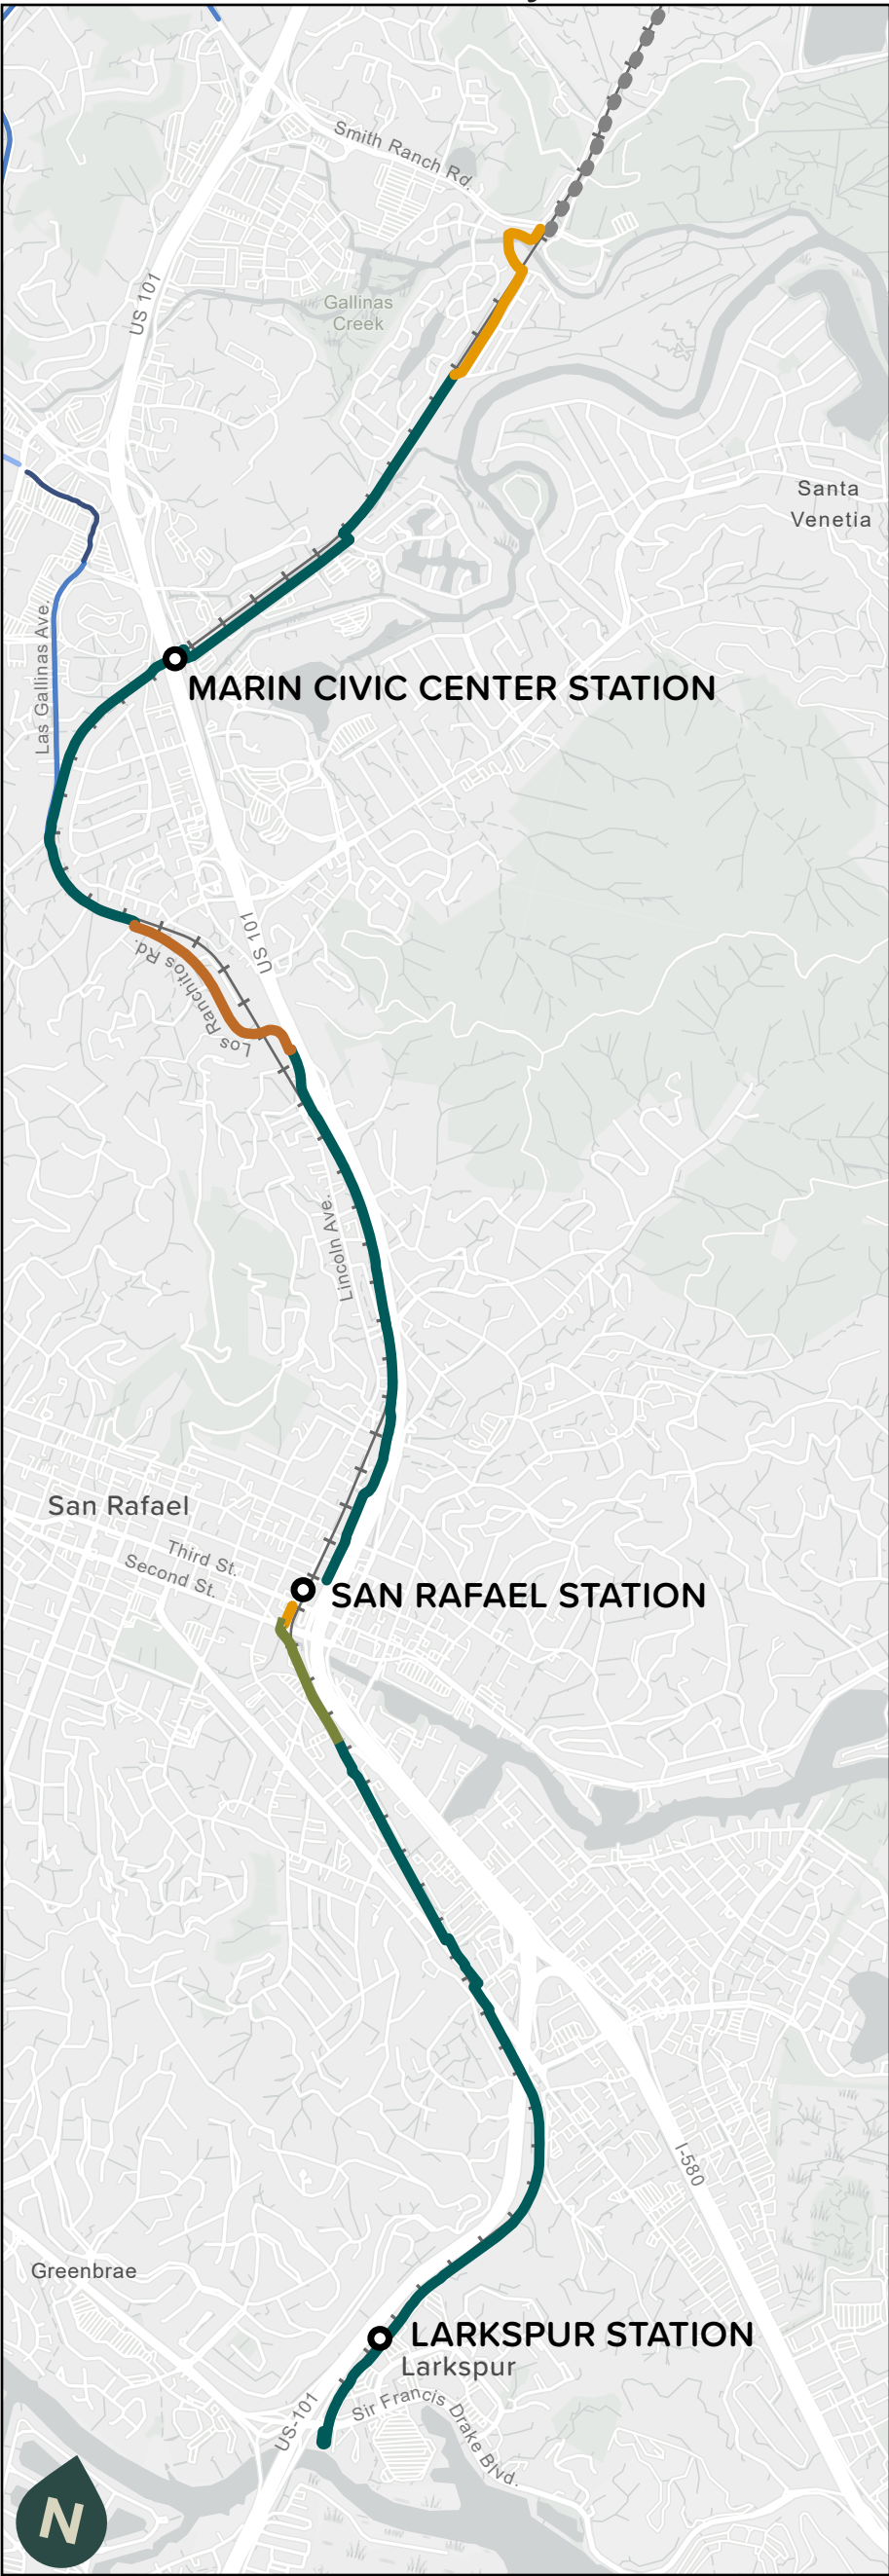 Smith Ranch Rd.
US 101
Gallinas
Creek
Santa
Venetia
Las Gallinas Ave.
MARIN CIVIC CENTER STATION
US 101
Los Ranchitos Rd.
Lincoln Ave.
San Rafael
Third St.
Second St.
SAN RAFAEL STATION
I-580
Greenbrae
LARKSPUR STATION
Larkspur
US-101
Sir Francis Drake Blvd.
N